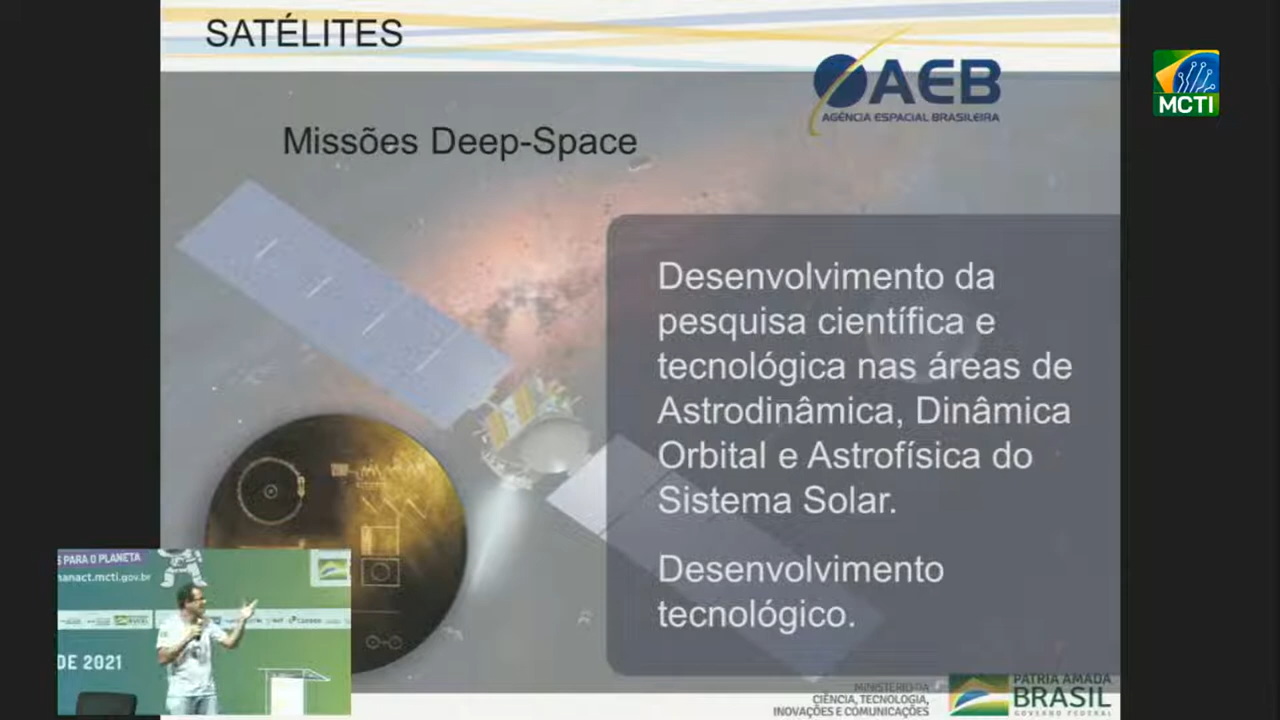 SATÉLITES
AEB
AGÊNCIA ESPACIAL BRASILEIRA
MCTI
Missões Deep-Space
Desenvolvimento da
pesquisa científica e
tecnológica nas áreas de
Astrodinâmica, Dinâmica
Orbital e Astrofísica do
Sistema Solar.
Desenvolvimento
tecnológico.
S PARA O PLANETA
anact.mcti.gov.br
DE 2021
MINISTÉRIO DA
CIÊNCIA, TECNOLOGIA,
INOVAÇÕES E COMUNICAÇÕES
PÁTRIA AMADA
BRASIL
GOVERNO FEDERAL